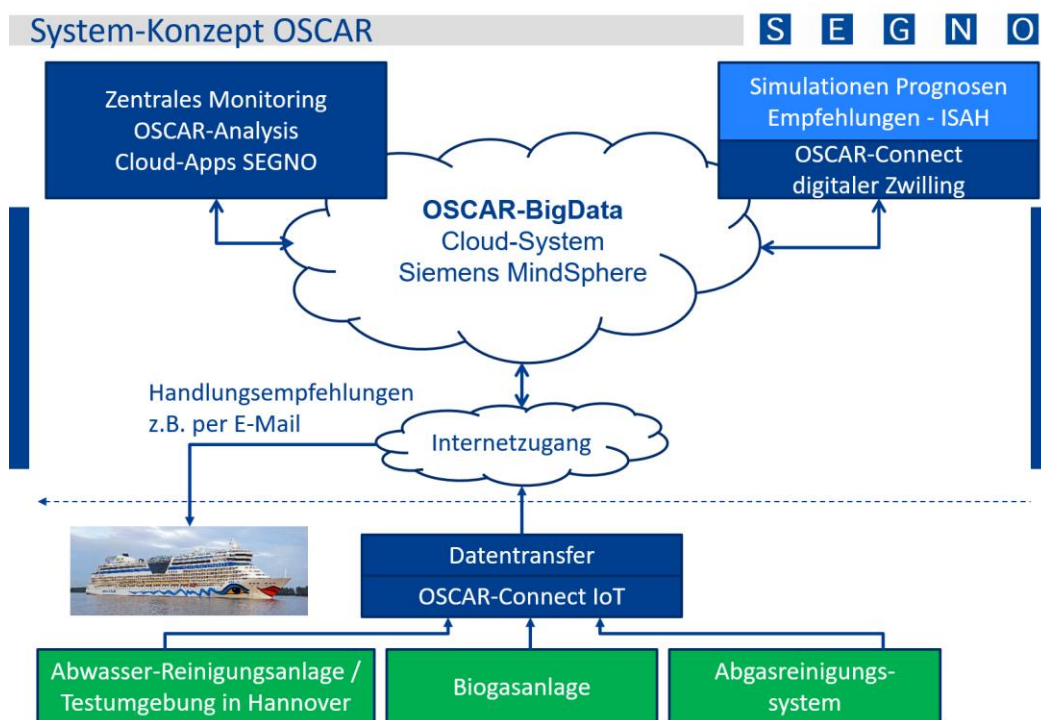 System-Konzept OSCAR
S E G N O
Zentrales Monitoring
OSCAR-Analysis
Cloud-Apps SEGNO
Simulationen Prognosen
Empfehlungen - ISAH
OSCAR-Connect
digitaler Zwilling
OSCAR-BigData
Cloud-System
Siemens MindSphere
Handlungsempfehlungen
z.B. per E-Mail
Internetzugang
Datentransfer
OSCAR-Connect IoT
Abwasser-Reinigungsanlage /
Testumgebung in Hannover
Biogasanlage
Abgasreinigungs-
system